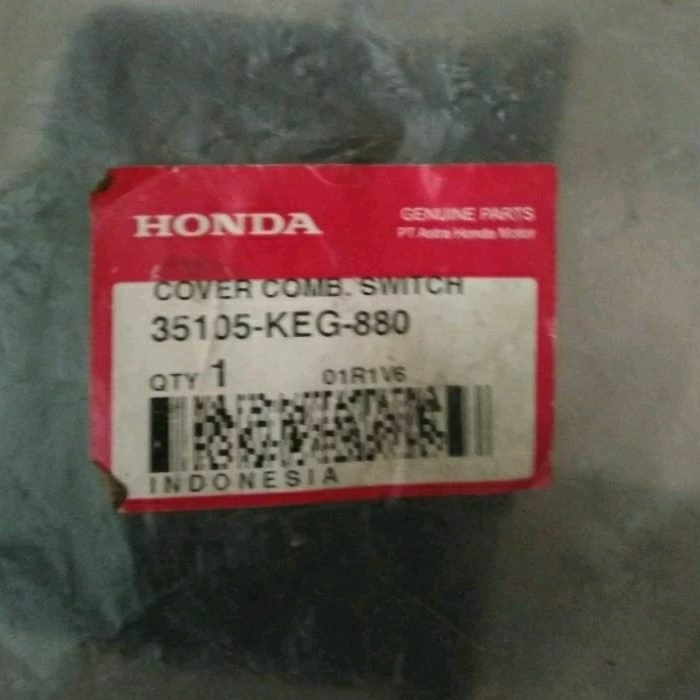 HONDA
GENUINE PARTS
PT Astra Honda Motor
COVER COMB. SWITCH
35105-KEG-880
QTY 1 01R1V6
INDONESIA